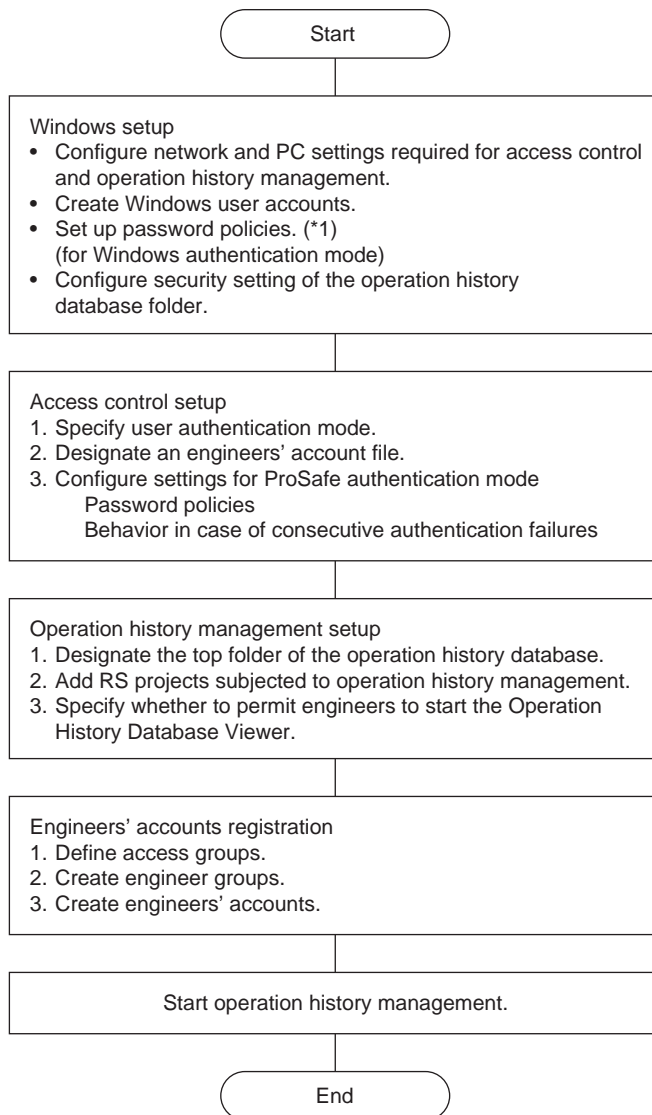 Start
Windows setup
• Configure network and PC settings required for access control
and operation history management.
• Create Windows user accounts.
• Set up password policies. (*1)
(for Windows authentication mode)
• Configure security setting of the operation history
database folder.
Access control setup
1. Specify user authentication mode.
2. Designate an engineers’ account file.
3. Configure settings for ProSafe authentication mode
Password policies
Behavior in case of consecutive authentication failures
Operation history management setup
1. Designate the top folder of the operation history database.
2. Add RS projects subjected to operation history management.
3. Specify whether to permit engineers to start the Operation
History Database Viewer.
Engineers’ accounts registration
1. Define access groups.
2. Create engineer groups.
3. Create engineers’ accounts.
Start operation history management.
End